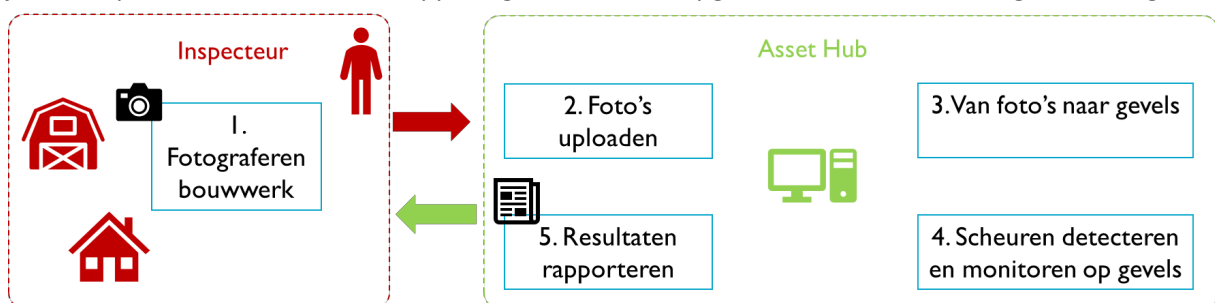 Inspecteur
1.
Fotograferen
bouwwerk
Asset Hub
2. Foto's
uploaden
3.Van foto's naar gevels
4. Scheuren detecteren
en monitoren op gevels
5. Resultaten
rapporteren